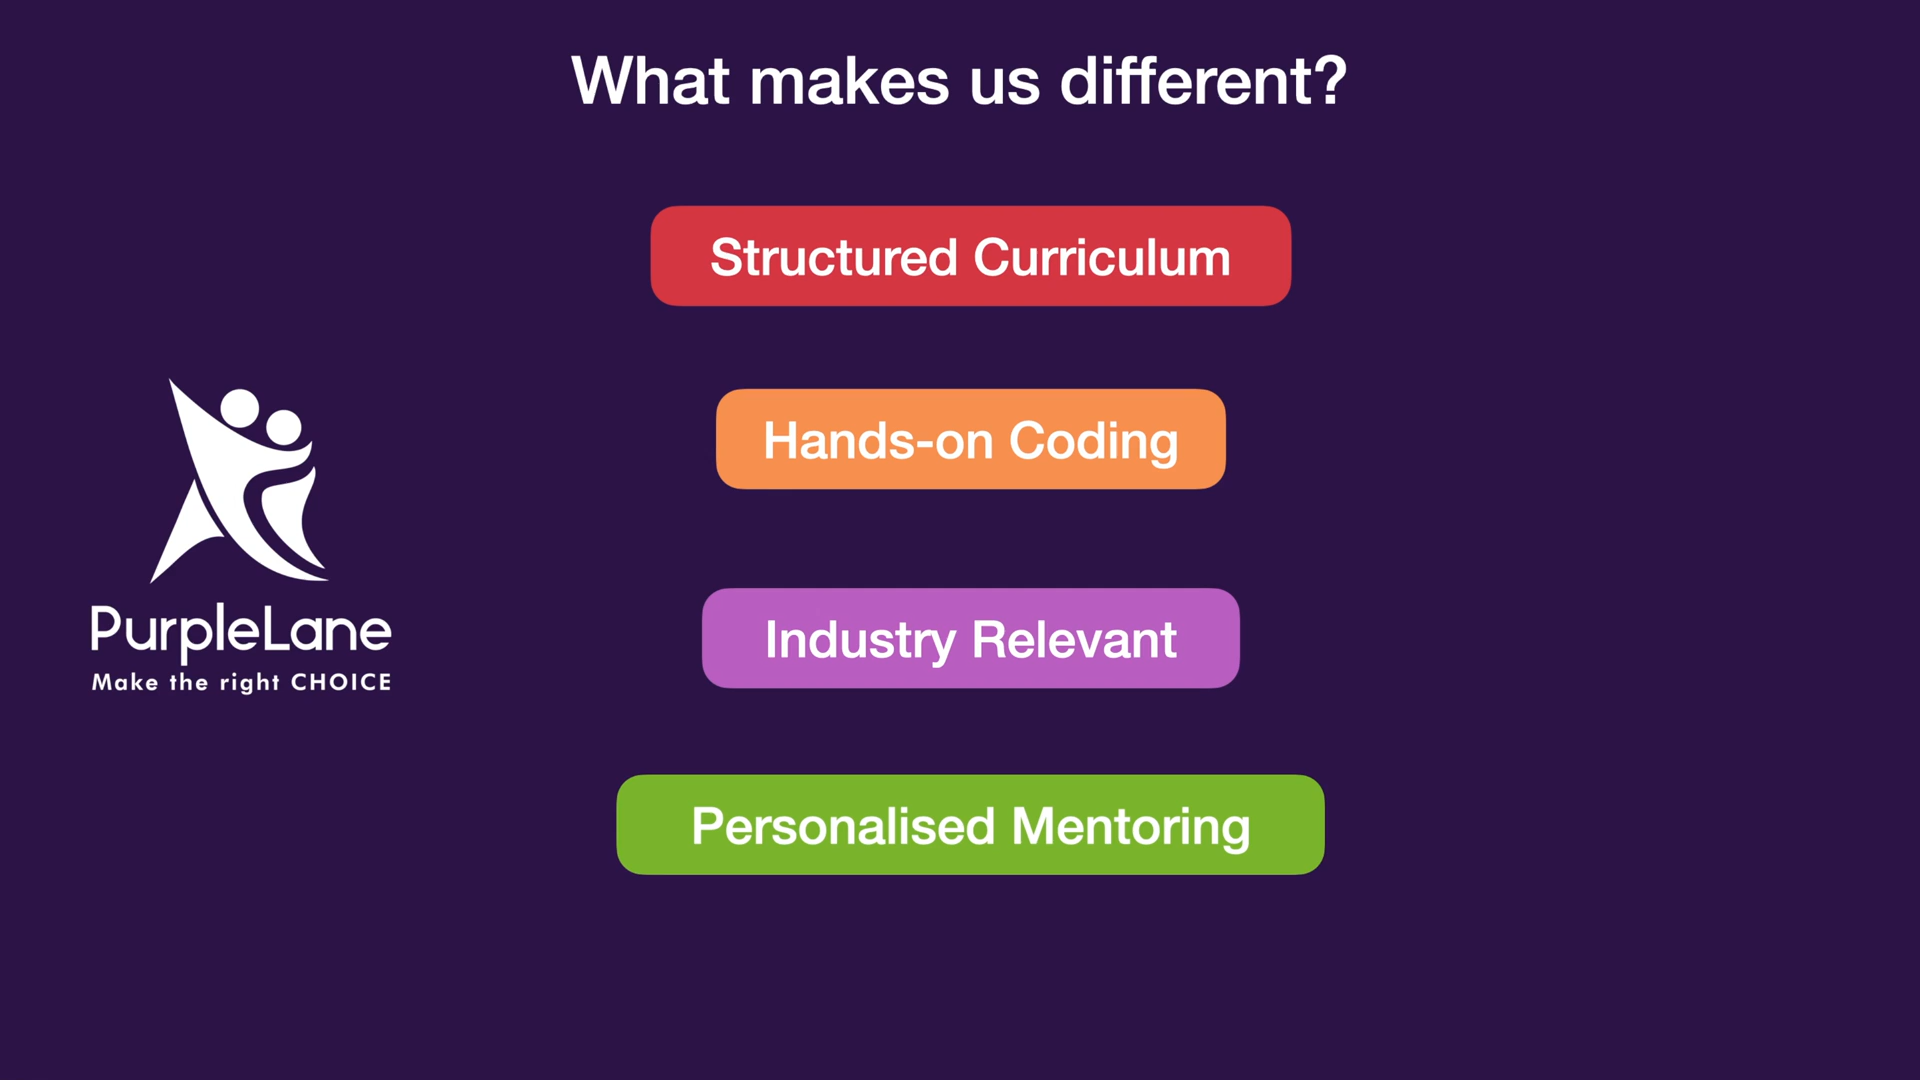 What makes us different?
Structured Curriculum
Hands-on Coding
Industry Relevant
Personalised Mentoring
PurpleLane
Make the right CHOICE